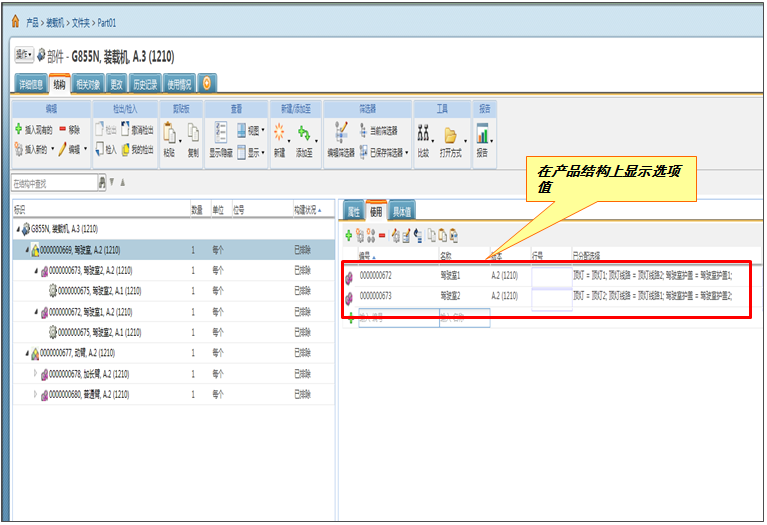 产品 > 装载机 > 文件夹 > Part01
操作 部件 - G855N, 装载机, A.3 (1210)
详细信息 结构 相关对象 更改 历史记录 使用情况
编辑 检出/检入 剪贴板 查看 新建/添加至 筛选器 工具 报告
插入现有的 移除 检出 撤消检出 视图 当前筛选器
插入新的 编辑 检入 我的检出 粘贴 复制 显示/隐藏 显示 新建 添加至 编辑筛选器 已保存筛选器 比较 打开方式 报告
在结构中查找
在产品结构上显示选项
值
标识 数量 单位 位号 构建状况
G855N, 装载机, A.3 (1210)
0000000669, 驾驶室, A.2 (1210) 1 每个 已排除
0000000673, 驾驶室2, A.2 (1210) 1 每个 已排除
0000000675, 驾驶室2, A.1 (1210) 1 每个 已排除
0000000672, 驾驶室1, A.2 (1210) 1 每个 已排除
0000000675, 驾驶室2, A.1 (1210) 1 每个 已排除
0000000677, 动臂, A.2 (1210) 1 每个 已排除
0000000678, 加长臂, A.2 (1210) 1 每个 已排除
0000000680, 普通臂, A.2 (1210) 1 每个 已排除
属性 使用 具体值
编号 名称 版本 行号 已分配选择
0000000672 驾驶室1 A.2 (1210) 顶灯 = 顶灯1; 顶灯线路 = 顶灯线路2; 驾驶室护盖 = 驾驶室护盖1;
0000000673 驾驶室2 A.2 (1210) 顶灯 = 顶灯2; 顶灯线路 = 顶灯线路1; 驾驶室护盖 = 驾驶室护盖2;
输入 编号 输入 名称